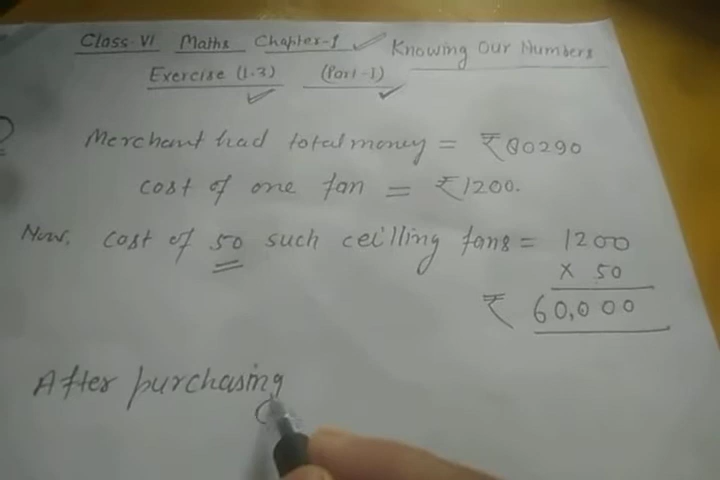 Class-VI Maths Chapter-1 Knowing Our Numbers
Exercise (1.3) (Part-1)
Merchant had total money = ₹80290
cost of one fan = ₹1200.
Now, cost of 50 such ceilling fans = 1200
x 50
₹ 60,000
After purchasing